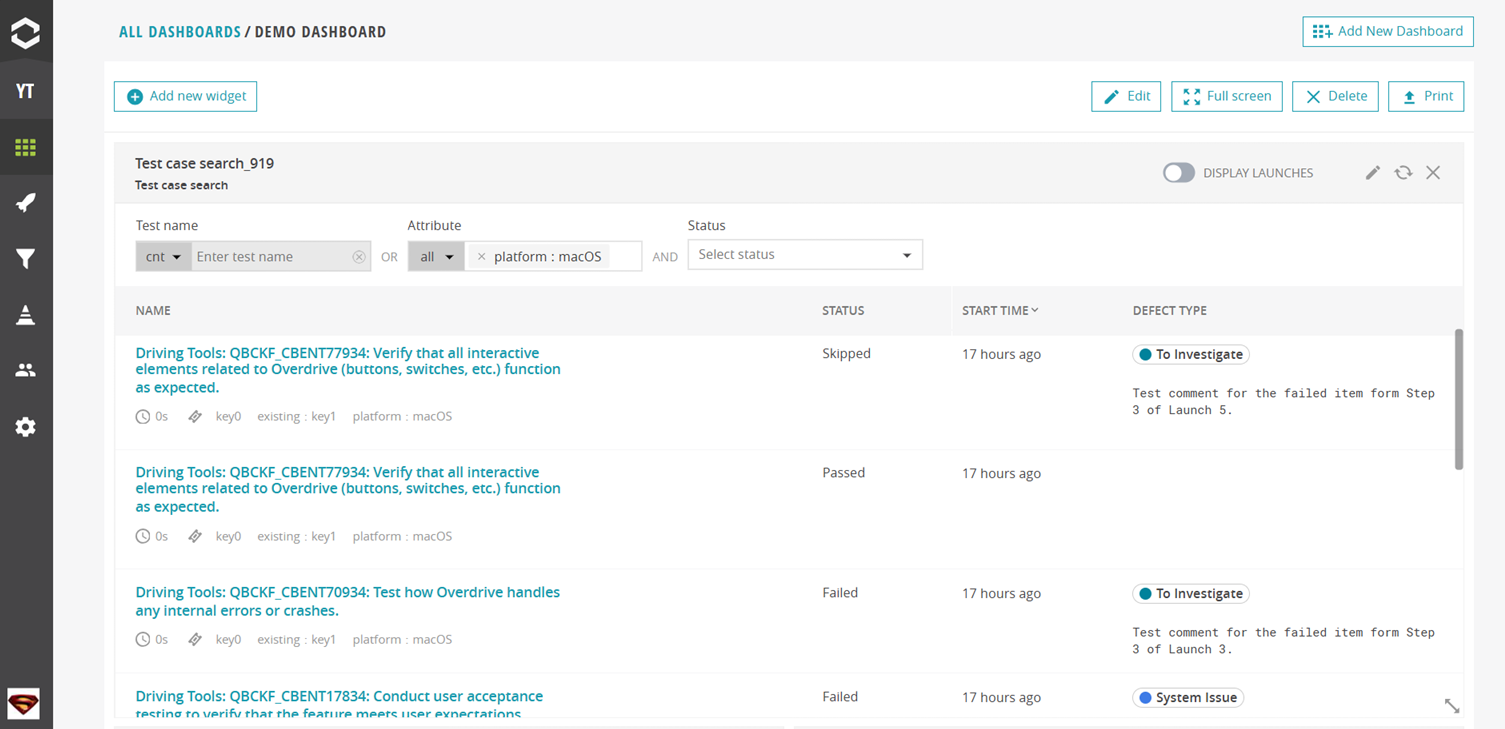 ALL DASHBOARDS / DEMO DASHBOARD
Add New Dashboard
YT
Add new widget
Edit
Full screen
Delete
Print
Test case search_919
Test case search
DISPLAY LAUNCHES
Test name
Attribute
Status
cnt
Enter test name
OR
all
× platform : macOS
AND
Select status
NAME
STATUS
START TIME
DEFECT TYPE
Driving Tools: QBCKF_CBENT77934: Verify that all interactive
elements related to Overdrive (buttons, switches, etc.) function
as expected.
0s key0 existing : key1 platform : macOS
Skipped
17 hours ago
To Investigate
Test comment for the failed item form Step
3 of Launch 5.
Driving Tools: QBCKF_CBENT77934: Verify that all interactive
elements related to Overdrive (buttons, switches, etc.) function
as expected.
0s key0 existing : key1 platform : macOS
Passed
17 hours ago
Driving Tools: QBCKF_CBENT70934: Test how Overdrive handles
any internal errors or crashes.
0s key0 existing : key1 platform : macOS
Failed
17 hours ago
To Investigate
Test comment for the failed item form Step
3 of Launch 3.
Driving Tools: QBCKF_CBENT17834: Conduct user acceptance
testing to verify that the feature meets user expectations
Failed
17 hours ago
System Issue